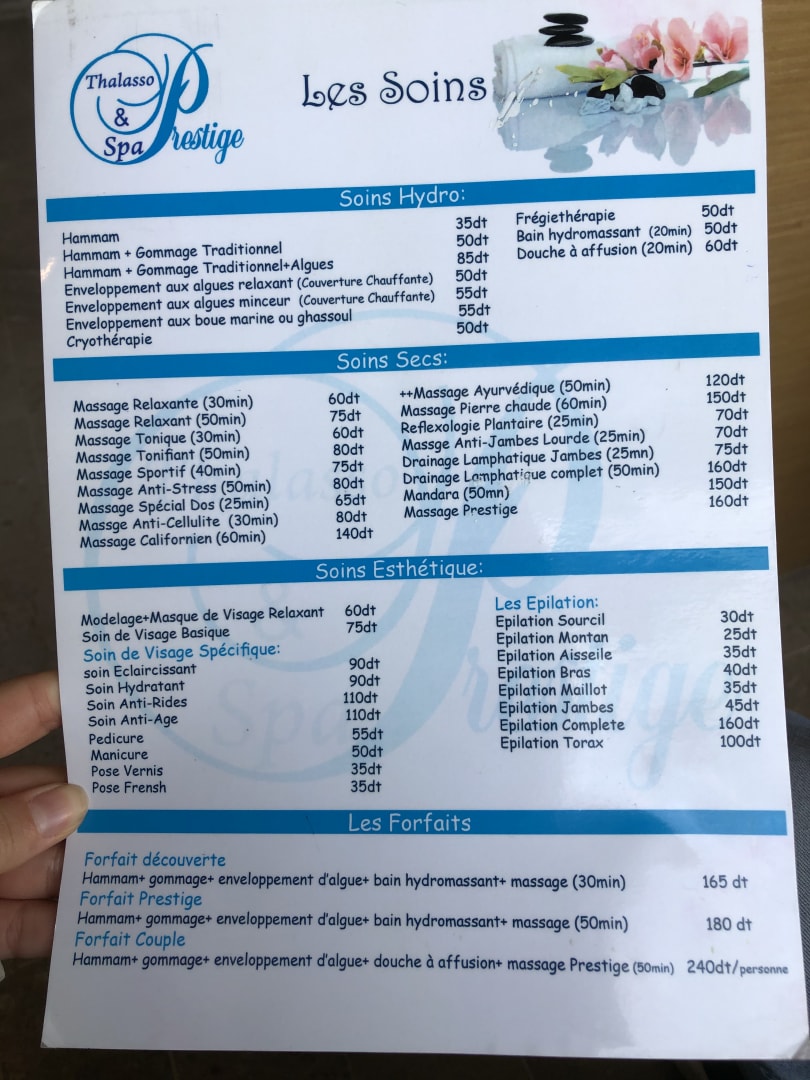 Thalasso
&
Spa Prestige
Les Soins
Soins Hydro:
Hammam 35dt
Hammam + Gommage Traditionnel 50dt
Hammam + Gommage Traditionnel+Algues 85dt
Enveloppement aux algues relaxant (Couverture Chauffante) 50dt
Enveloppement aux algues minceur (Couverture Chauffante) 55dt
Enveloppement aux boue marine ou ghassoul 55dt
Cryothérapie 50dt
Frégiethérapie 50dt
Bain hydromassant (20min) 50dt
Douche à affusion (20min) 60dt
Soins Secs:
Massage Relaxante (30min) 60dt
Massage Relaxant (50min) 75dt
Massage Tonique (30min) 60dt
Massage Tonifiant (50min) 80dt
Massage Sportif (40min) 75dt
Massage Anti-Stress (50min) 80dt
Massage Spécial Dos (25min) 65dt
Massge Anti-Cellulite (30min) 80dt
Massage Californien (60min) 140dt
++Massage Ayurvédique (50min) 120dt
Massage Pierre chaude (60min) 150dt
Reflexologie Plantaire (25min) 70dt
Massge Anti-Jambes Lourde (25min) 70dt
Drainage Lamphatique Jambes (25mn) 75dt
Drainage Lamphatique complet (50min) 160dt
Mandara (50mn) 150dt
Massage Prestige 160dt
Soins Esthétique:
Modelage+Masque de Visage Relaxant 60dt
Soin de Visage Basique 75dt
Soin de Visage Spécifique:
soin Eclaircissant 90dt
Soin Hydratant 90dt
Soin Anti-Rides 110dt
Soin Anti-Age 110dt
Pedicure 55dt
Manicure 50dt
Pose Vernis 35dt
Pose Frensh 35dt
Les Epilation:
Epilation Sourcil 30dt
Epilation Montan 25dt
Epilation Aisseile 35dt
Epilation Bras 40dt
Epilation Maillot 35dt
Epilation Jambes 45dt
Epilation Complete 160dt
Epilation Torax 100dt
Les Forfaits
Forfait découverte
Hammam+ gommage+ enveloppement d'algue+ bain hydromassant+ massage (30min) 165 dt
Forfait Prestige
Hammam+ gommage+ enveloppement d'algue+ bain hydromassant+ massage (50min) 180 dt
Forfait Couple
Hammam+ gommage+ enveloppement d'algue+ douche à affusion+ massage Prestige (50min) 240dt/personne